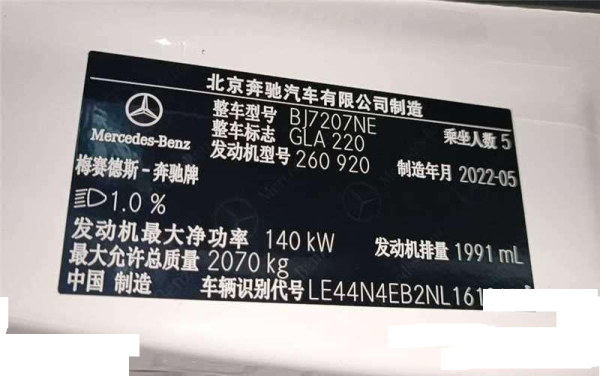 北京奔驰汽车有限公司制造
Mercedes-Benz
整车型号 BJ7207NE
整车标志 GLA 220
乘坐人数 5
发动机型号 260 920
梅赛德斯-奔驰牌
制造年月 2022-05
1.0 %
发动机最大净功率 140 kW
发动机排量 1991 mL
最大允许总质量 2070 kg
中国 制造
车辆识别代号 LE44N4EB2NL161